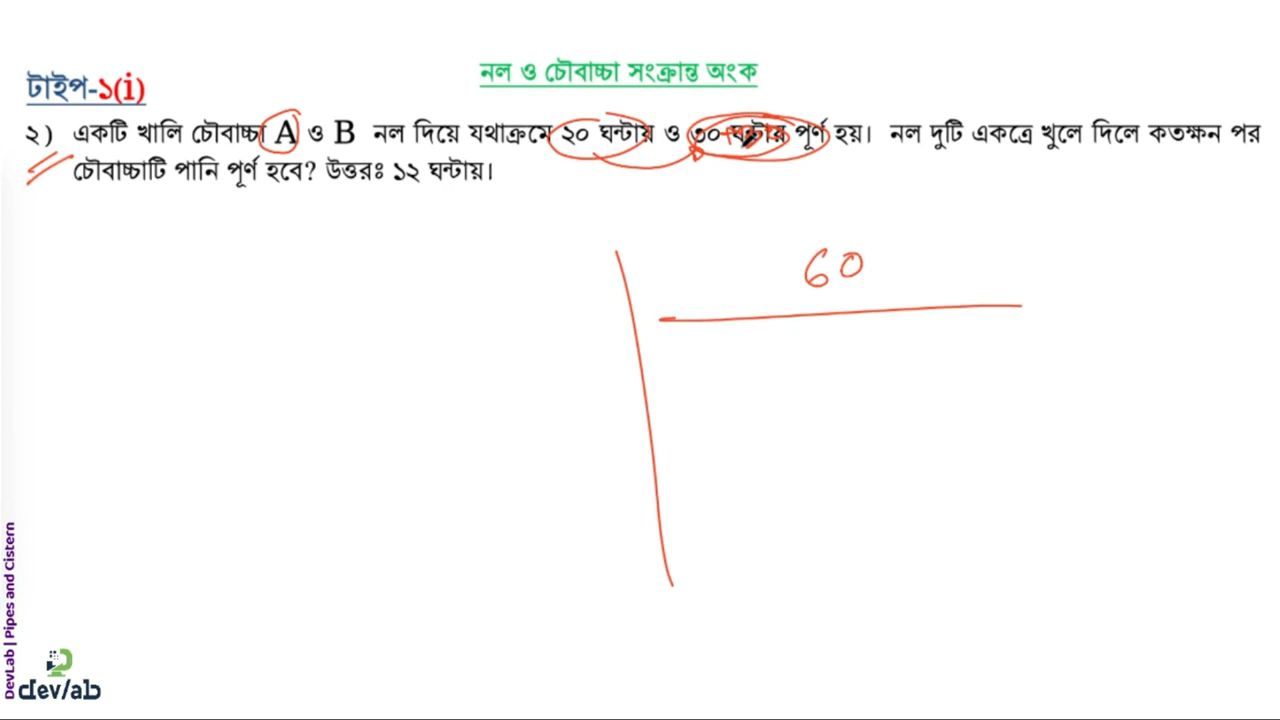 নল ও চৌবাচ্চা সংক্রান্ত অংক
টাইপ-১(i)
২) একটি খালি চৌবাচ্চা A ও B নল দিয়ে যথাক্রমে ২০ ঘন্টায় ও ৩০ ঘন্টায় পূর্ণ হয়। নল দুটি একত্রে খুলে দিলে কতক্ষন পর
চৌবাচ্চাটি পানি পূর্ণ হবে? উত্তরঃ ১২ ঘন্টায়।
60
DevLab | Pipes and Cistern
dev/ab